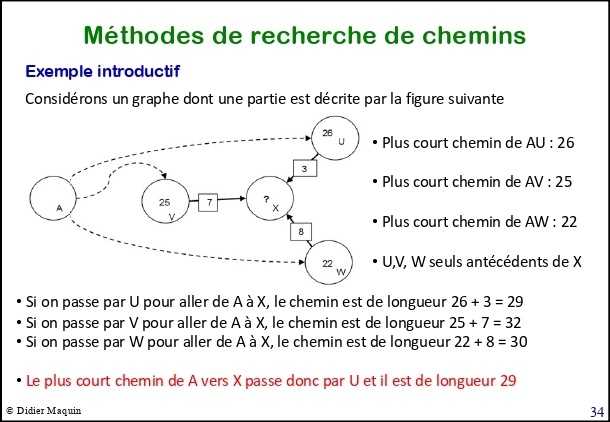 Méthodes de recherche de chemins
Exemple introductif
Considérons un graphe dont une partie est décrite par la figure suivante
26
U
• Plus court chemin de AU : 26
3
A
25
V
7
?
X
• Plus court chemin de AV : 25
8
• Plus court chemin de AW : 22
22
W
• U,V, W seuls antécédents de X
• Si on passe par U pour aller de A à X, le chemin est de longueur 26 + 3 = 29
• Si on passe par V pour aller de A à X, le chemin est de longueur 25 + 7 = 32
• Si on passe par W pour aller de A à X, le chemin est de longueur 22 + 8 = 30
• Le plus court chemin de A vers X passe donc par U et il est de longueur 29
© Didier Maquin
34